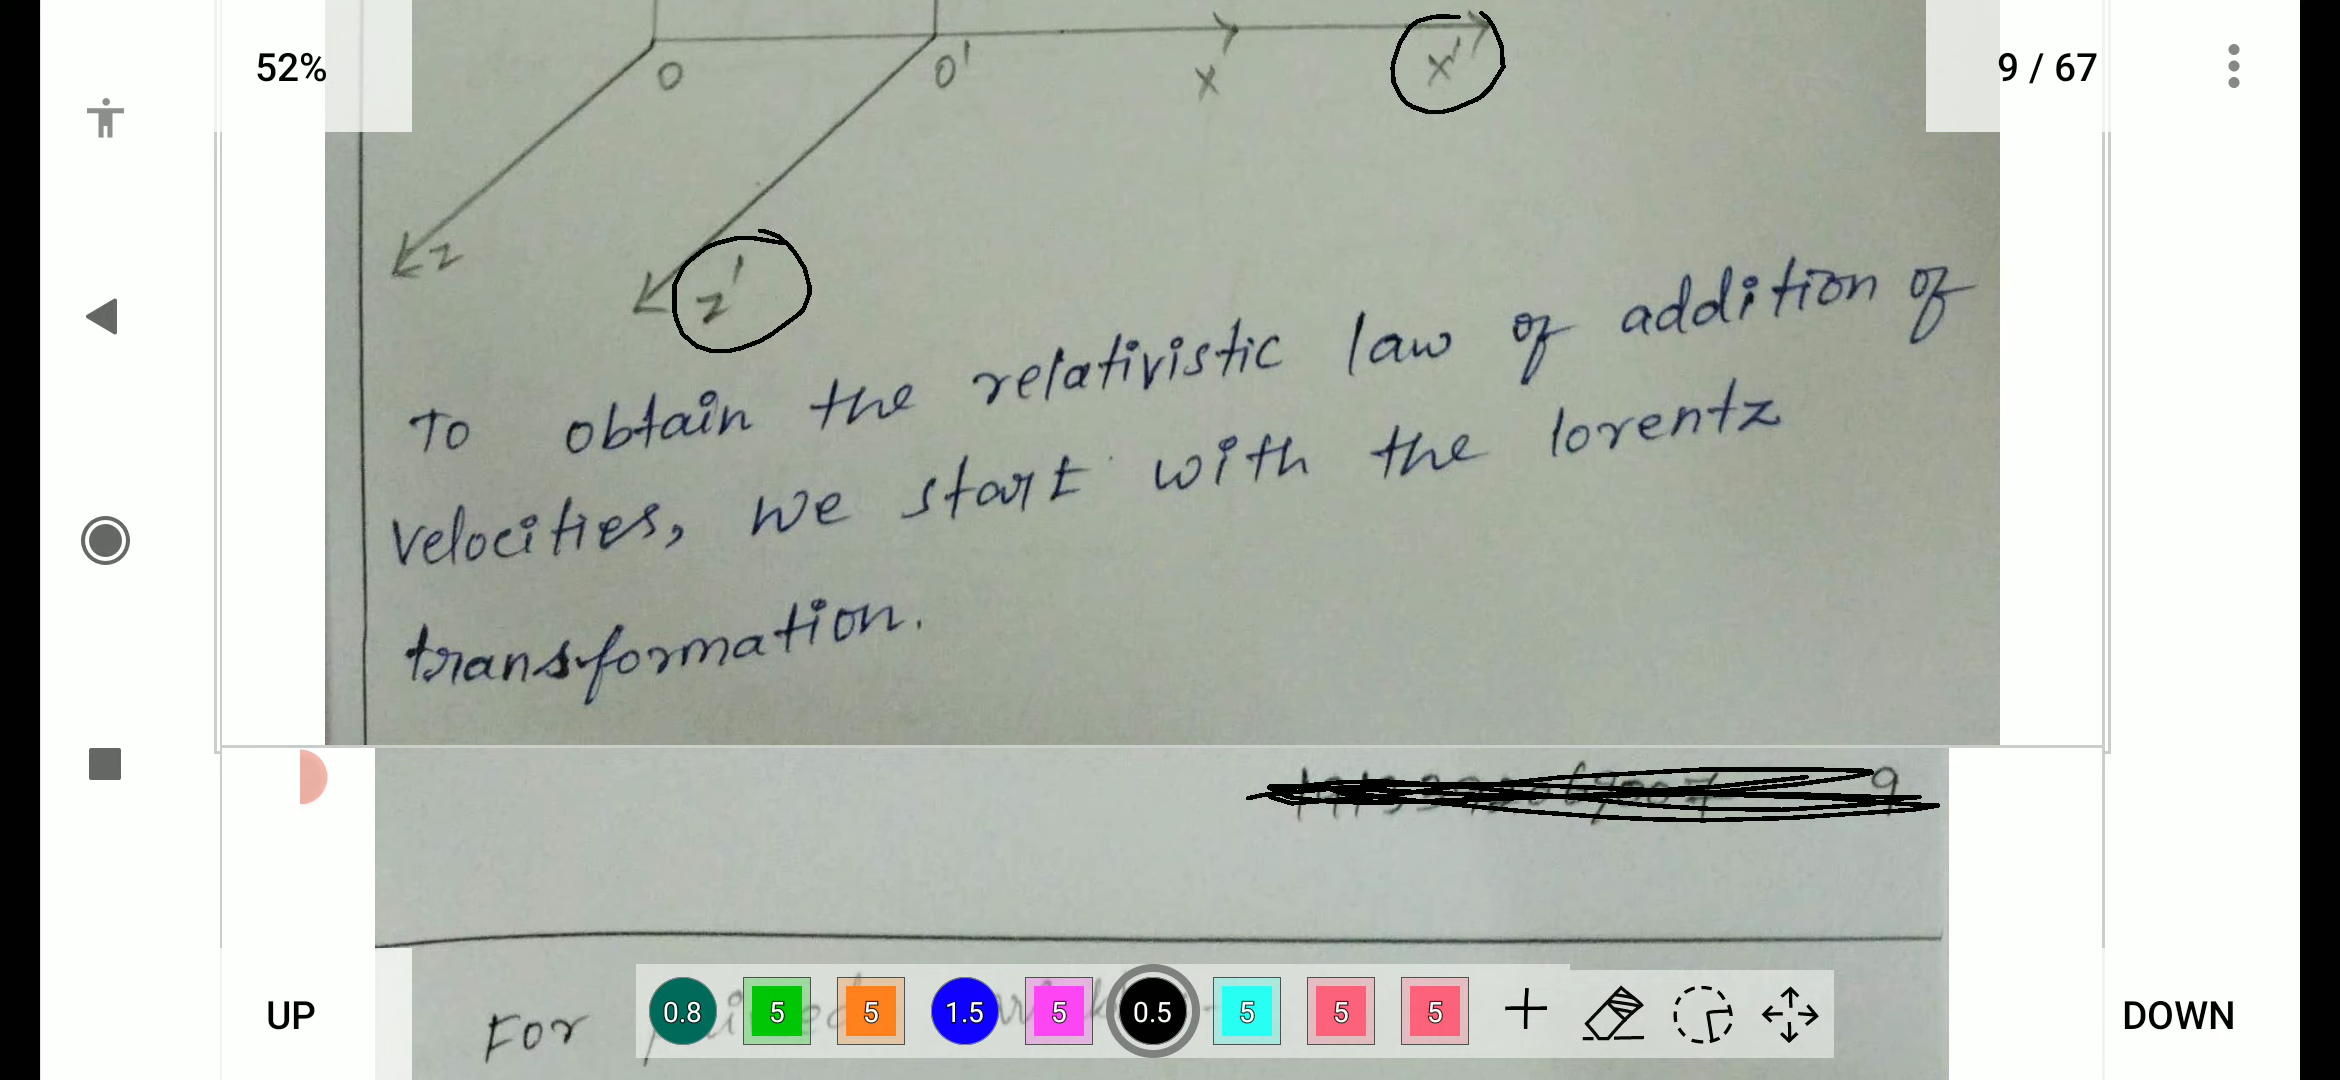 52%
9 / 67
O O' X X'
Z
Z'
To obtain the relativistic law of addition of
velocities, we start with the lorentz
transformation.
9
For
0.8 5 5 1.5 5 0.5 5 5 5
UP
DOWN